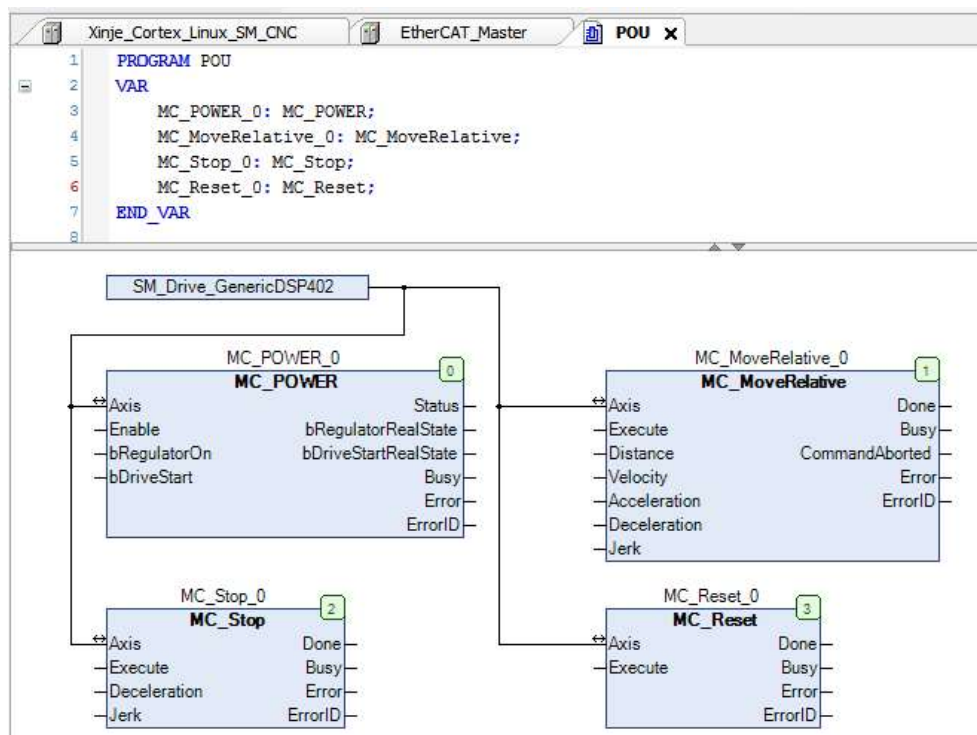 Xinje_Cortex_Linux_SM_CNC EtherCAT_Master POU X
1 PROGRAM POU
2 VAR
3 MC_POWER_0: MC_POWER;
4 MC_MoveRelative_0: MC_MoveRelative;
5 MC_Stop_0: MC_Stop;
6 MC_Reset_0: MC_Reset;
7 END_VAR
8
SM_Drive_GenericDSP402
MC_POWER_0
MC_POWER 0
Axis Status
Enable bRegulatorRealState
bRegulatorOn bDriveStartRealState
bDriveStart Busy
Error
ErrorID
MC_MoveRelative_0
MC_MoveRelative 1
Axis Done
Execute Busy
Distance CommandAborted
Velocity Error
Acceleration ErrorID
Deceleration
Jerk
MC_Stop_0
MC_Stop 2
Axis Done
Execute Busy
Deceleration Error
Jerk ErrorID
MC_Reset_0
MC_Reset 3
Axis Done
Execute Busy
Error
ErrorID